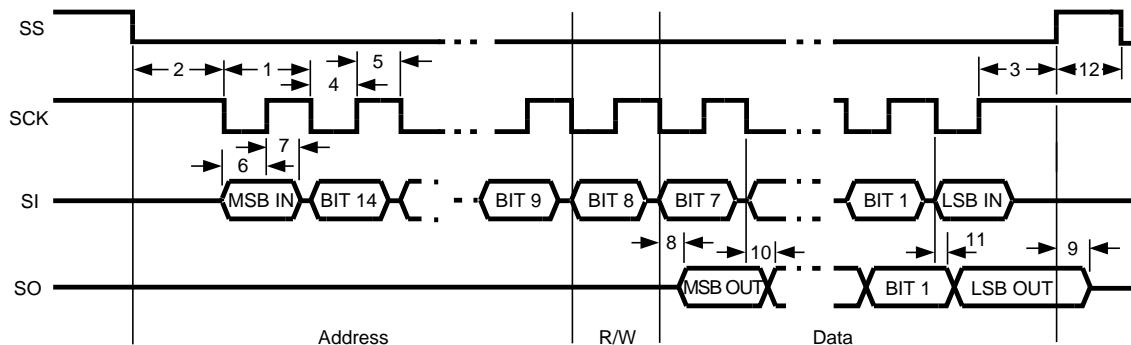 SS
2
1
5
4
3
12
SCK
7
6
SI
MSB IN
BIT 14
BIT 9
BIT 8
BIT 7
BIT 1
LSB IN
8
10
11
9
SO
MSB OUT
BIT 1
LSB OUT
Address
R/W
Data